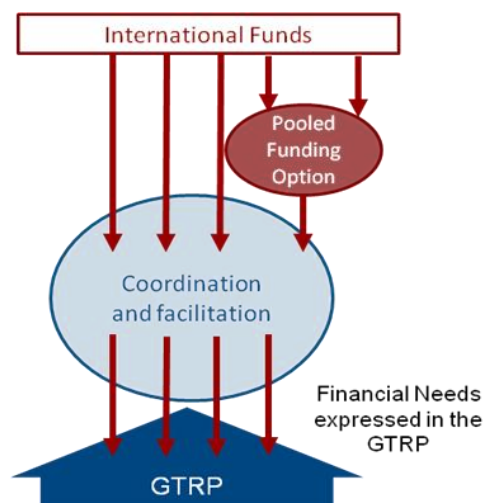 International Funds
Pooled
Funding
Option
Coordination
and facilitation
Financial Needs
expressed in the
GTRP
GTRP